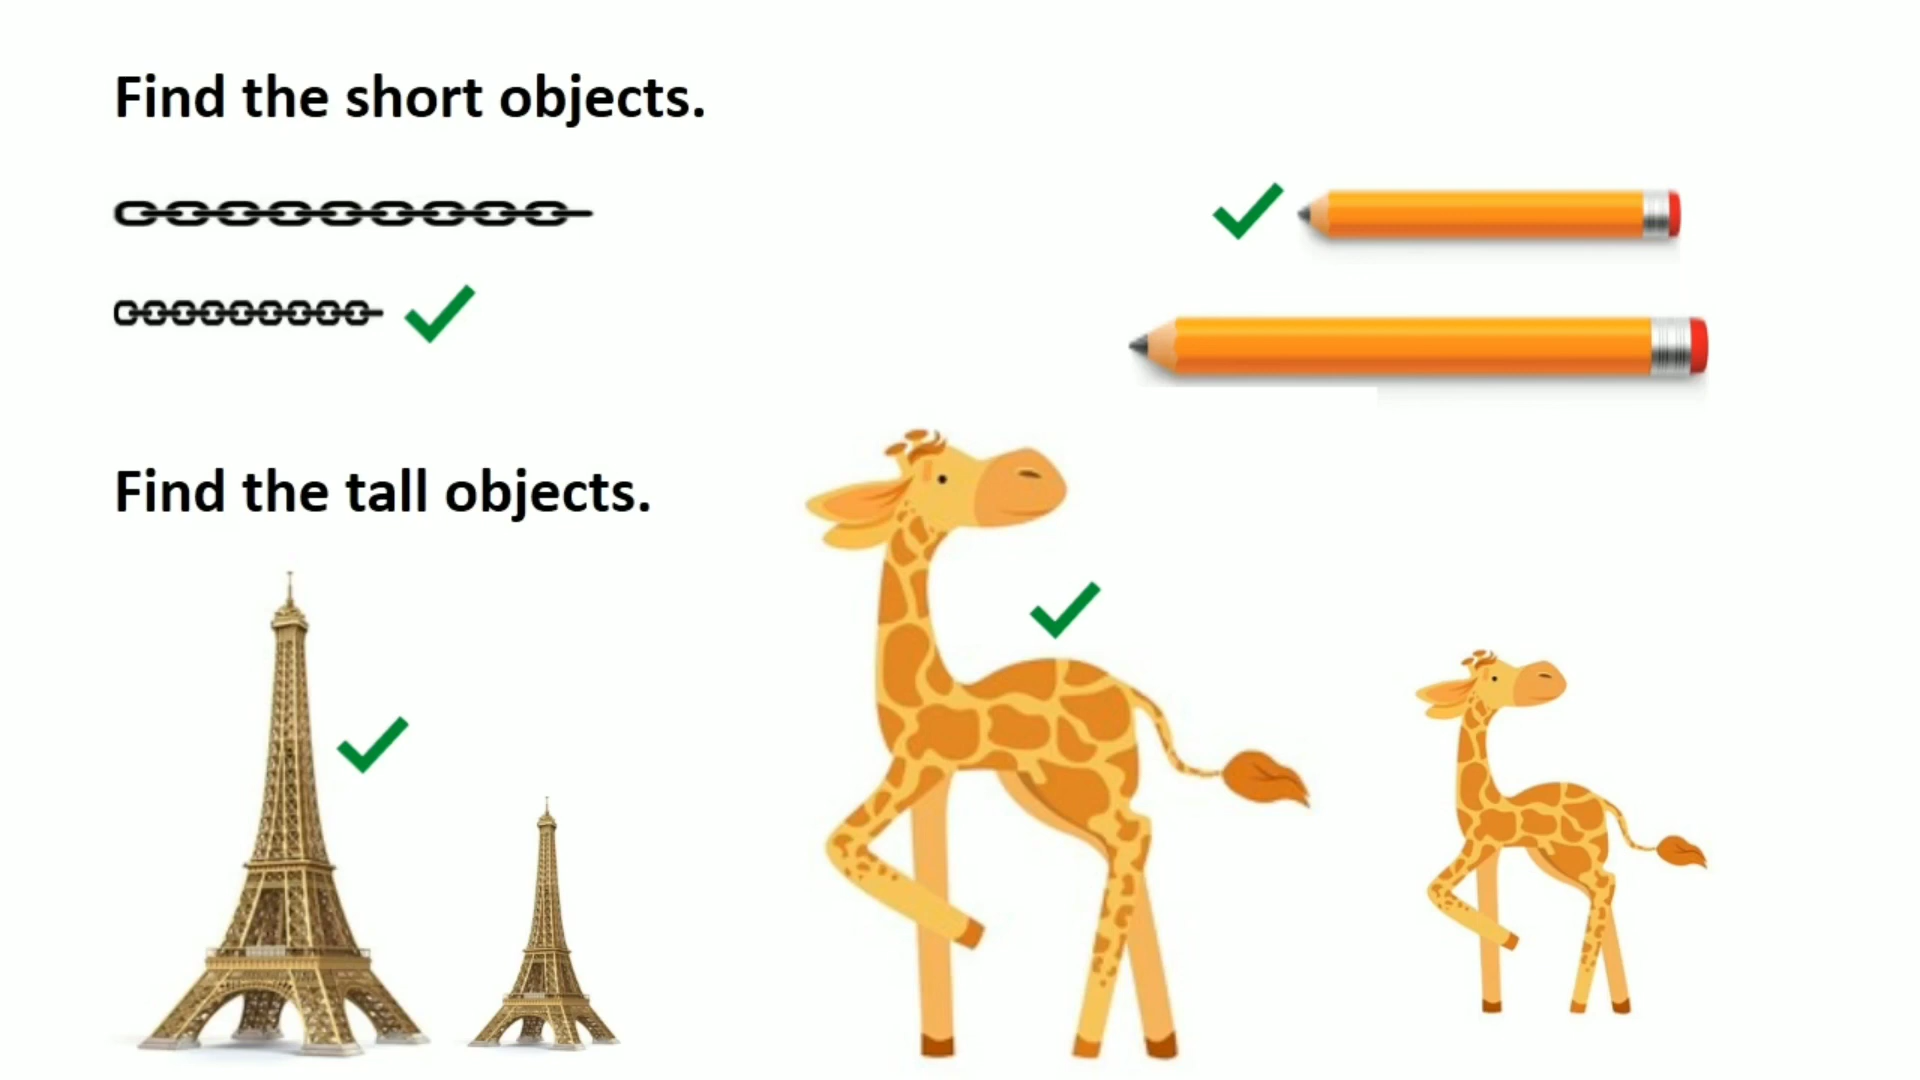 Find the short objects.
Find the tall objects.